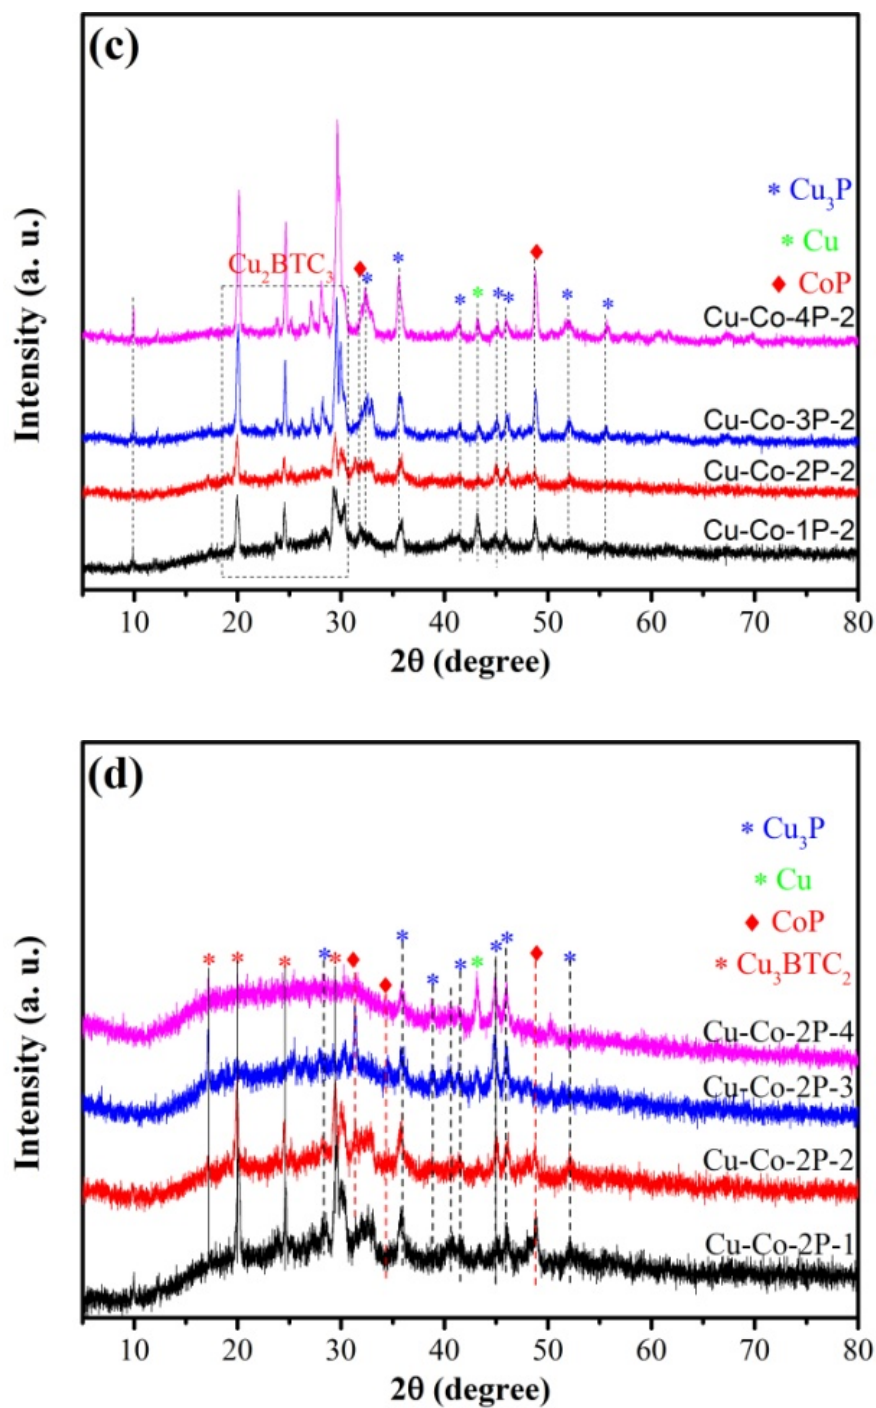 (c)
* Cu₃P
* Cu
♦ CoP
Cu₂BTC₃
Cu-Co-4P-2
Cu-Co-3P-2
Cu-Co-2P-2
Cu-Co-1P-2
Intensity (a. u.)
10 20 30 40 50 60 70 80
2θ (degree)
(d)
* Cu₃P
* Cu
♦ CoP
* Cu₃BTC₂
Cu-Co-2P-4
Cu-Co-2P-3
Cu-Co-2P-2
Cu-Co-2P-1
Intensity (a. u.)
10 20 30 40 50 60 70 80
2θ (degree)